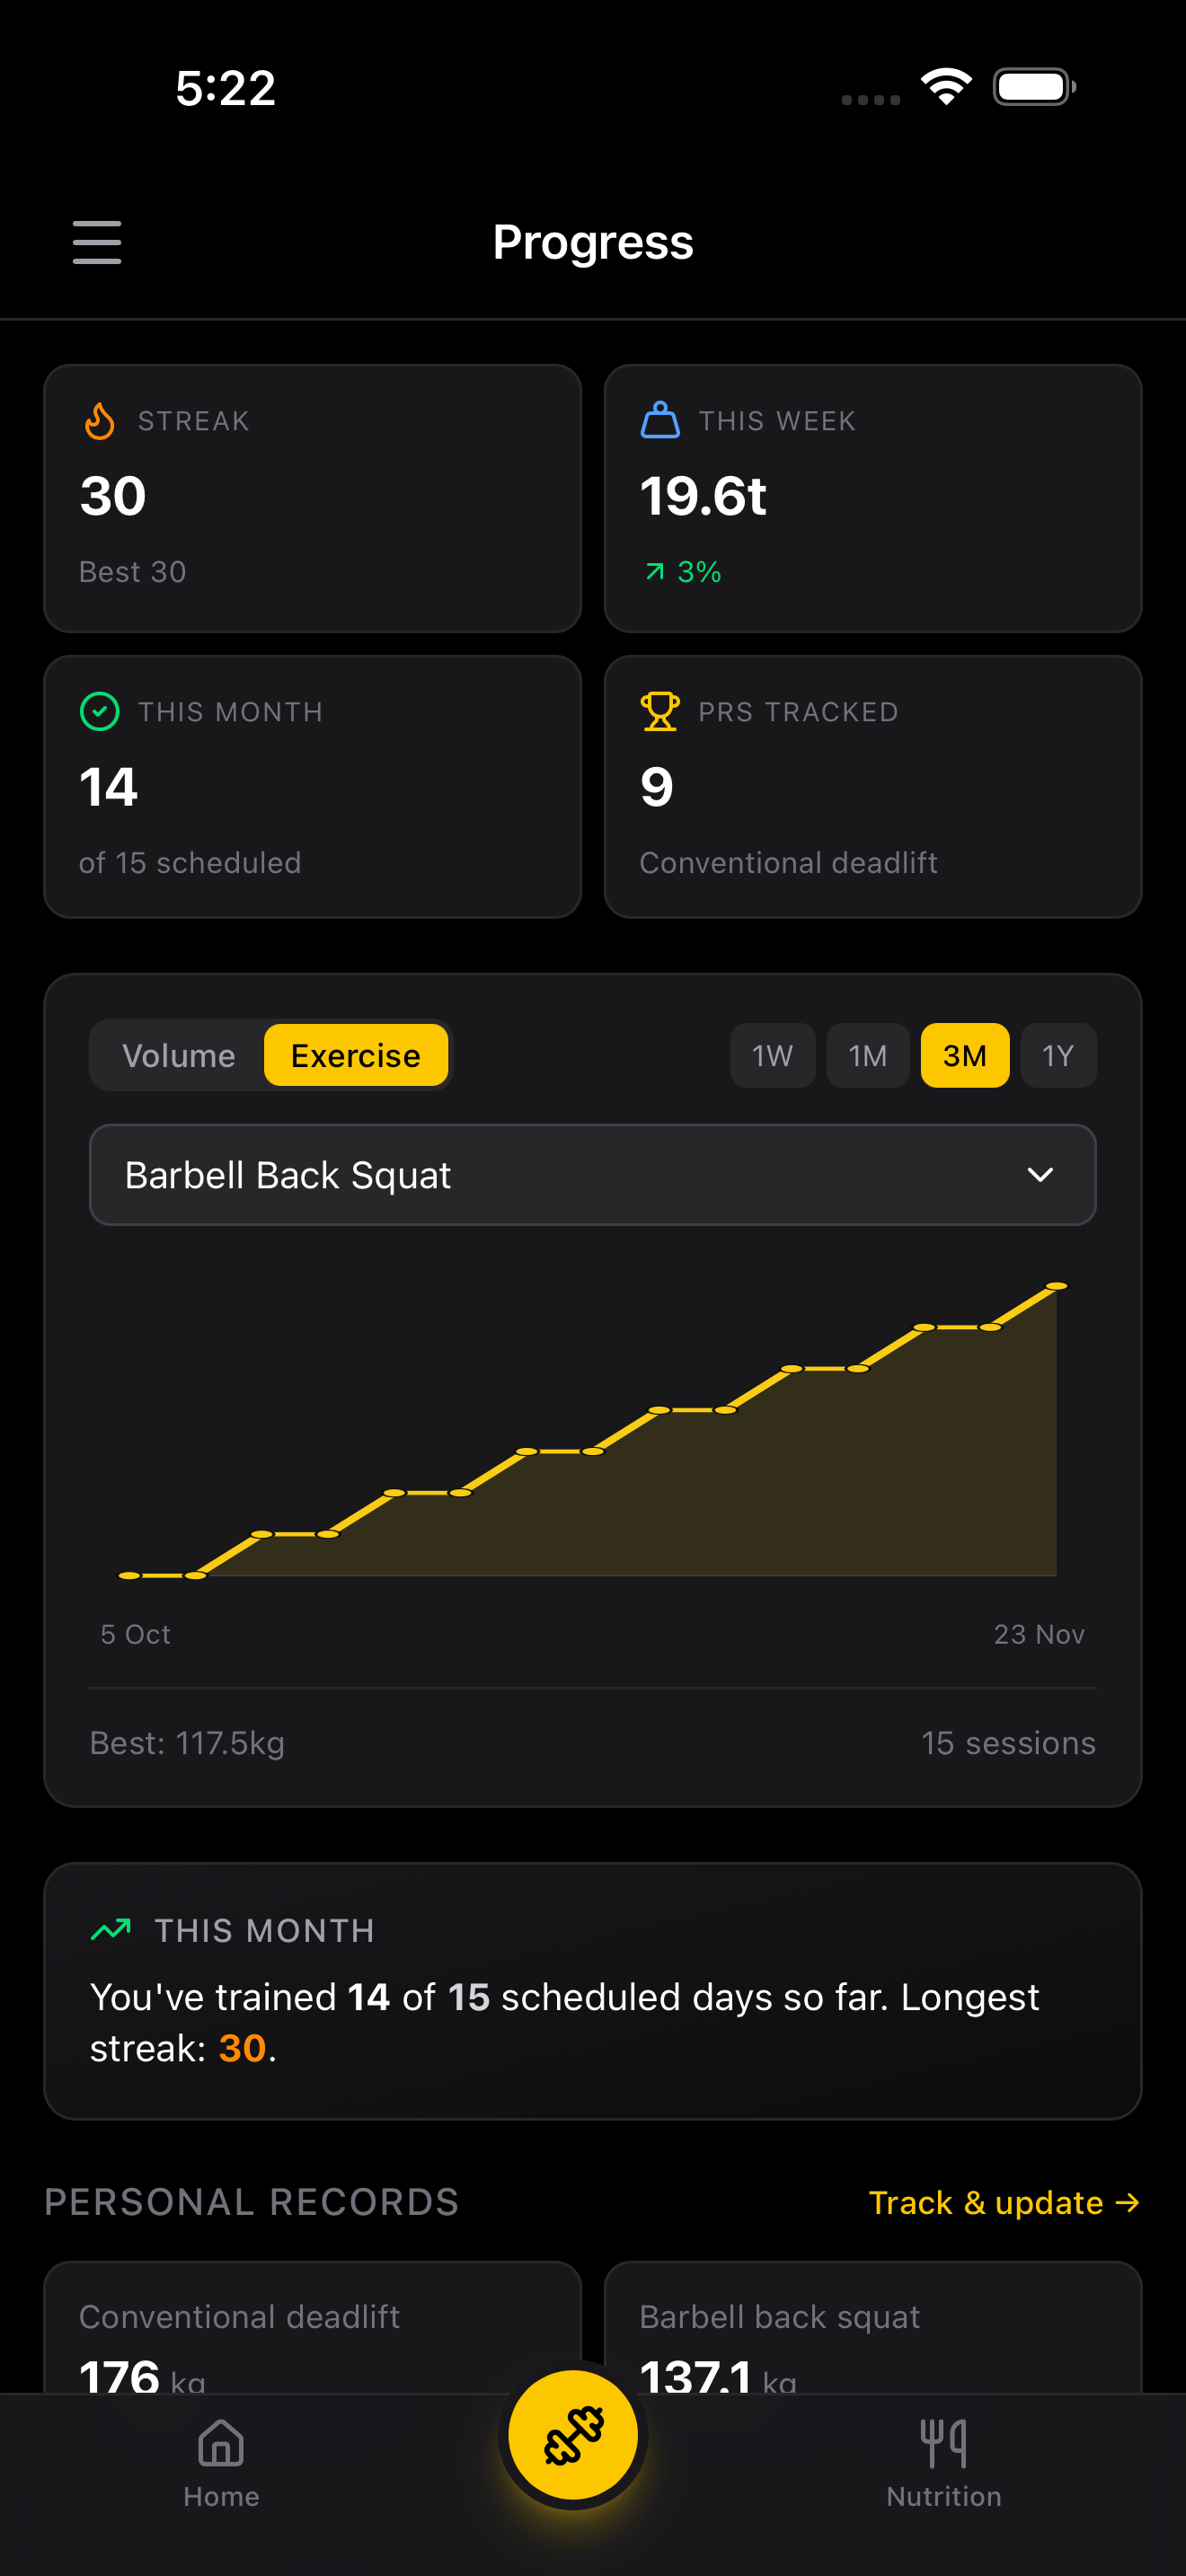 5:22
Progress
STREAK
30
Best 30
THIS WEEK
19.6t
3%
THIS MONTH
14
of 15 scheduled
PRS TRACKED
9
Conventional deadlift
Volume Exercise
1W 1M 3M 1Y
Barbell Back Squat
5 Oct 23 Nov
Best: 117.5kg 15 sessions
THIS MONTH
You've trained 14 of 15 scheduled days so far. Longest
streak: 30.
PERSONAL RECORDS
Track & update →
Conventional deadlift
176 kg
Barbell back squat
137.1 kg
Home
Nutrition